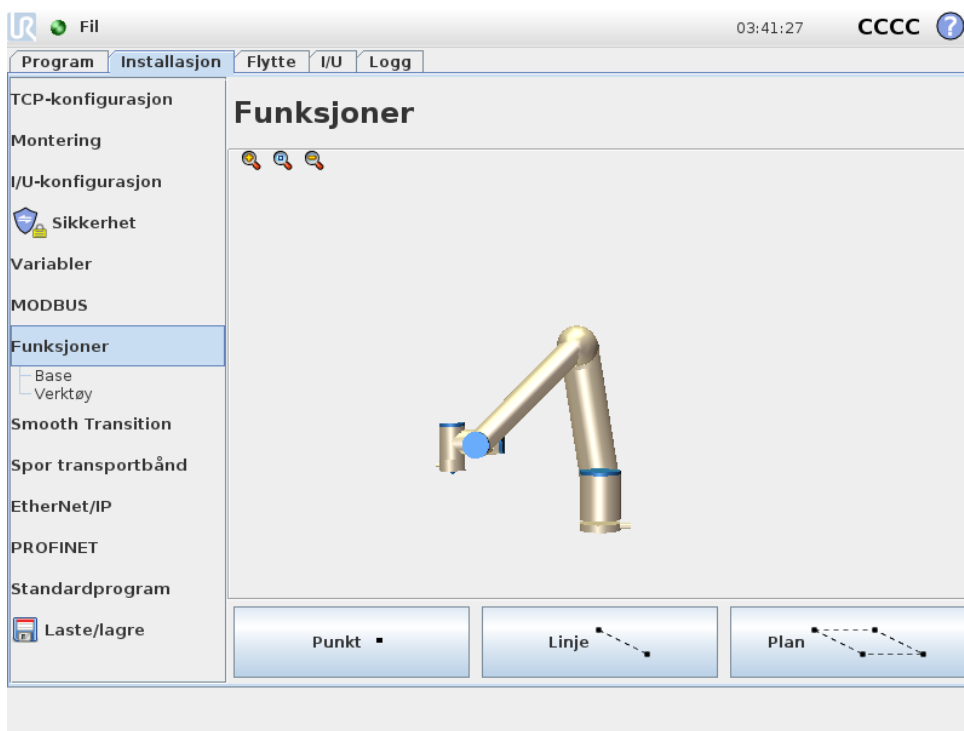 UR Fil 03:41:27 CCCC ?
Program Installasjon Flytte I/U Logg
TCP-konfigurasjon
Montering
I/U-konfigurasjon
Sikkerhet
Variabler
MODBUS
Funksjoner
Base
Verktøy
Smooth Transition
Spor transportbånd
EtherNet/IP
PROFINET
Standardprogram
Laste/lagre
Funksjoner
Punkt Linje Plan